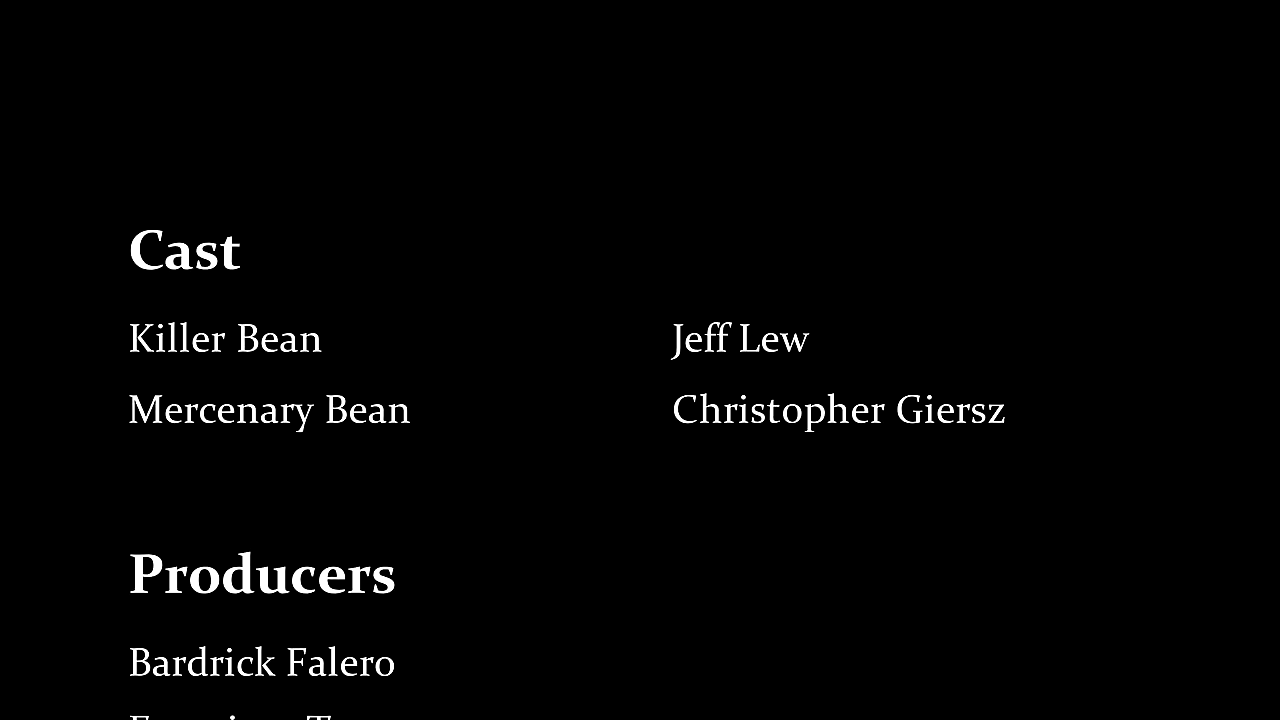 Cast
Killer Bean Jeff Lew
Mercenary Bean Christopher Giersz
Producers
Bardrick Falero